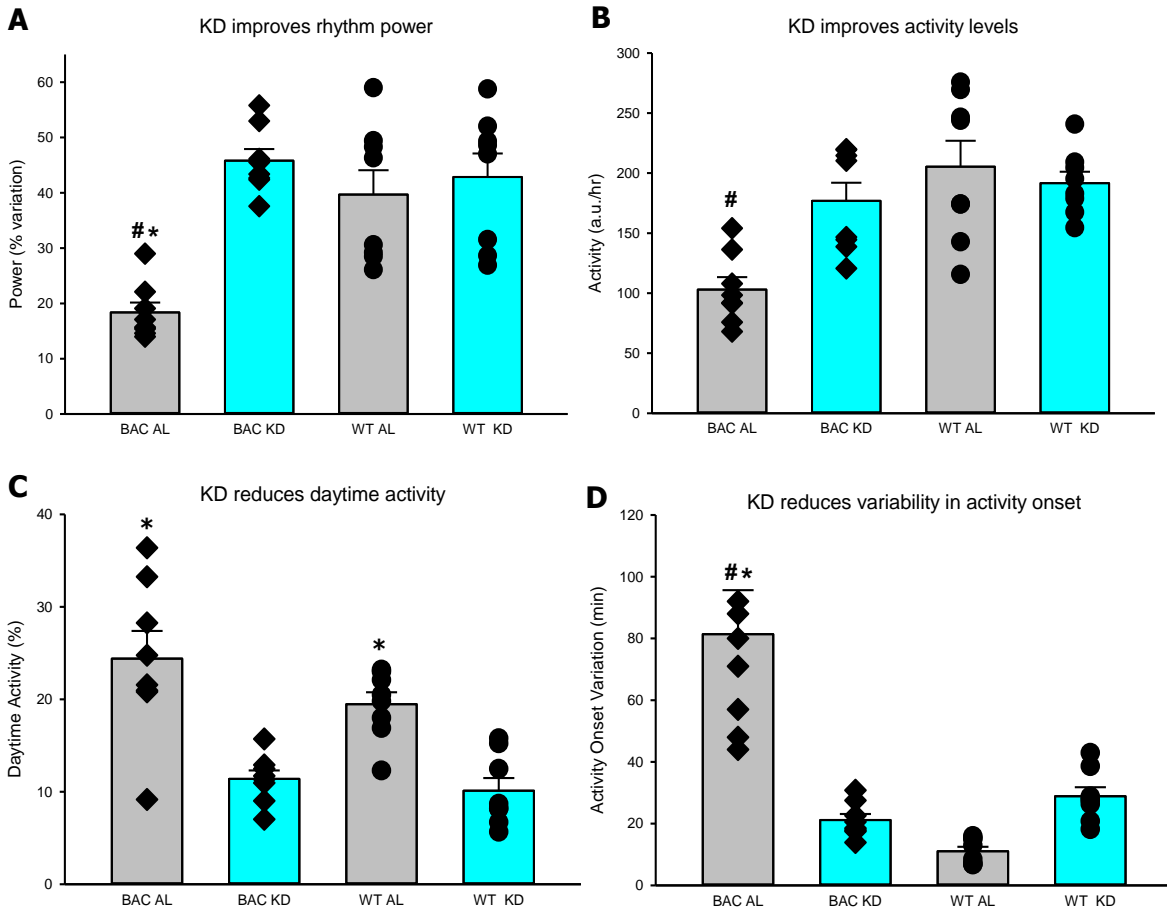 A
KD improves rhythm power
Power (% variation)
60
50
40
30
20
10
0
#*
BAC AL
BAC KD
WT AL
WT KD
B
KD improves activity levels
Activity (a.u./hr)
300
250
200
150
100
50
0
#
BAC AL
BAC KD
WT AL
WT KD
C
KD reduces daytime activity
Daytime Activity (%)
40
30
20
10
0
*
*
BAC AL
BAC KD
WT AL
WT KD
D
KD reduces variability in activity onset
Activity Onset Variation (min)
120
100
80
60
40
20
0
#*
BAC AL
BAC KD
WT AL
WT KD